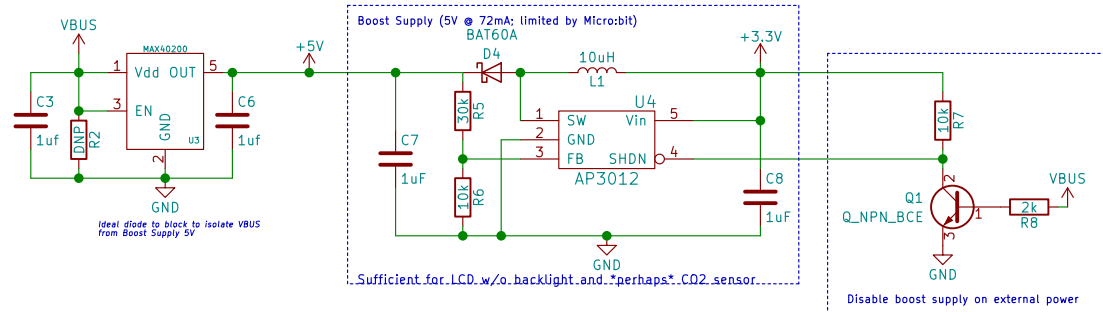 VBUS
MAX40200
1 Vdd OUT 5
3 EN
GND
2
U3
C3
1uf
DNP
R2
C6
1uf
GND
Ideal diode to block to isolate VBUS
from Boost Supply 5V
+5V
Boost Supply (5V @ 72mA; limited by Micro:bit)
BAT60A
D4
10uH
L1
+3.3V
30k
R5
10k
R6
C7
1uF
U4
1 SW Vin 5
2 GND
3 FB SHDN 4
AP3012
C8
1uF
GND
Sufficient for LCD w/o backlight and *perhaps* CO2 sensor
10k
R7
Q1
Q_NPN_BCE
2
1
3
VBUS
2k
R8
GND
Disable boost supply on external power